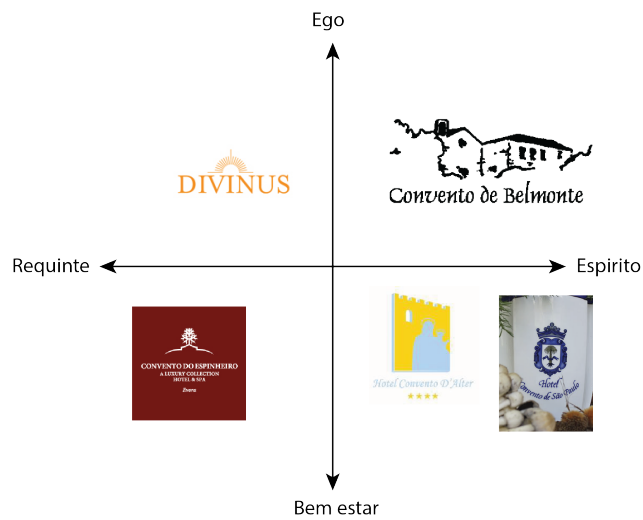 Ego
DIVINUS
Convento de Belmonte
Requinte
Espirito
CONVENTO DO ESPINHEIRO
A LUXURY COLLECTION
HOTEL & SPA
Evora
Hotel Convento D'Alter
Hotel
Convento de São Paulo
Bem estar